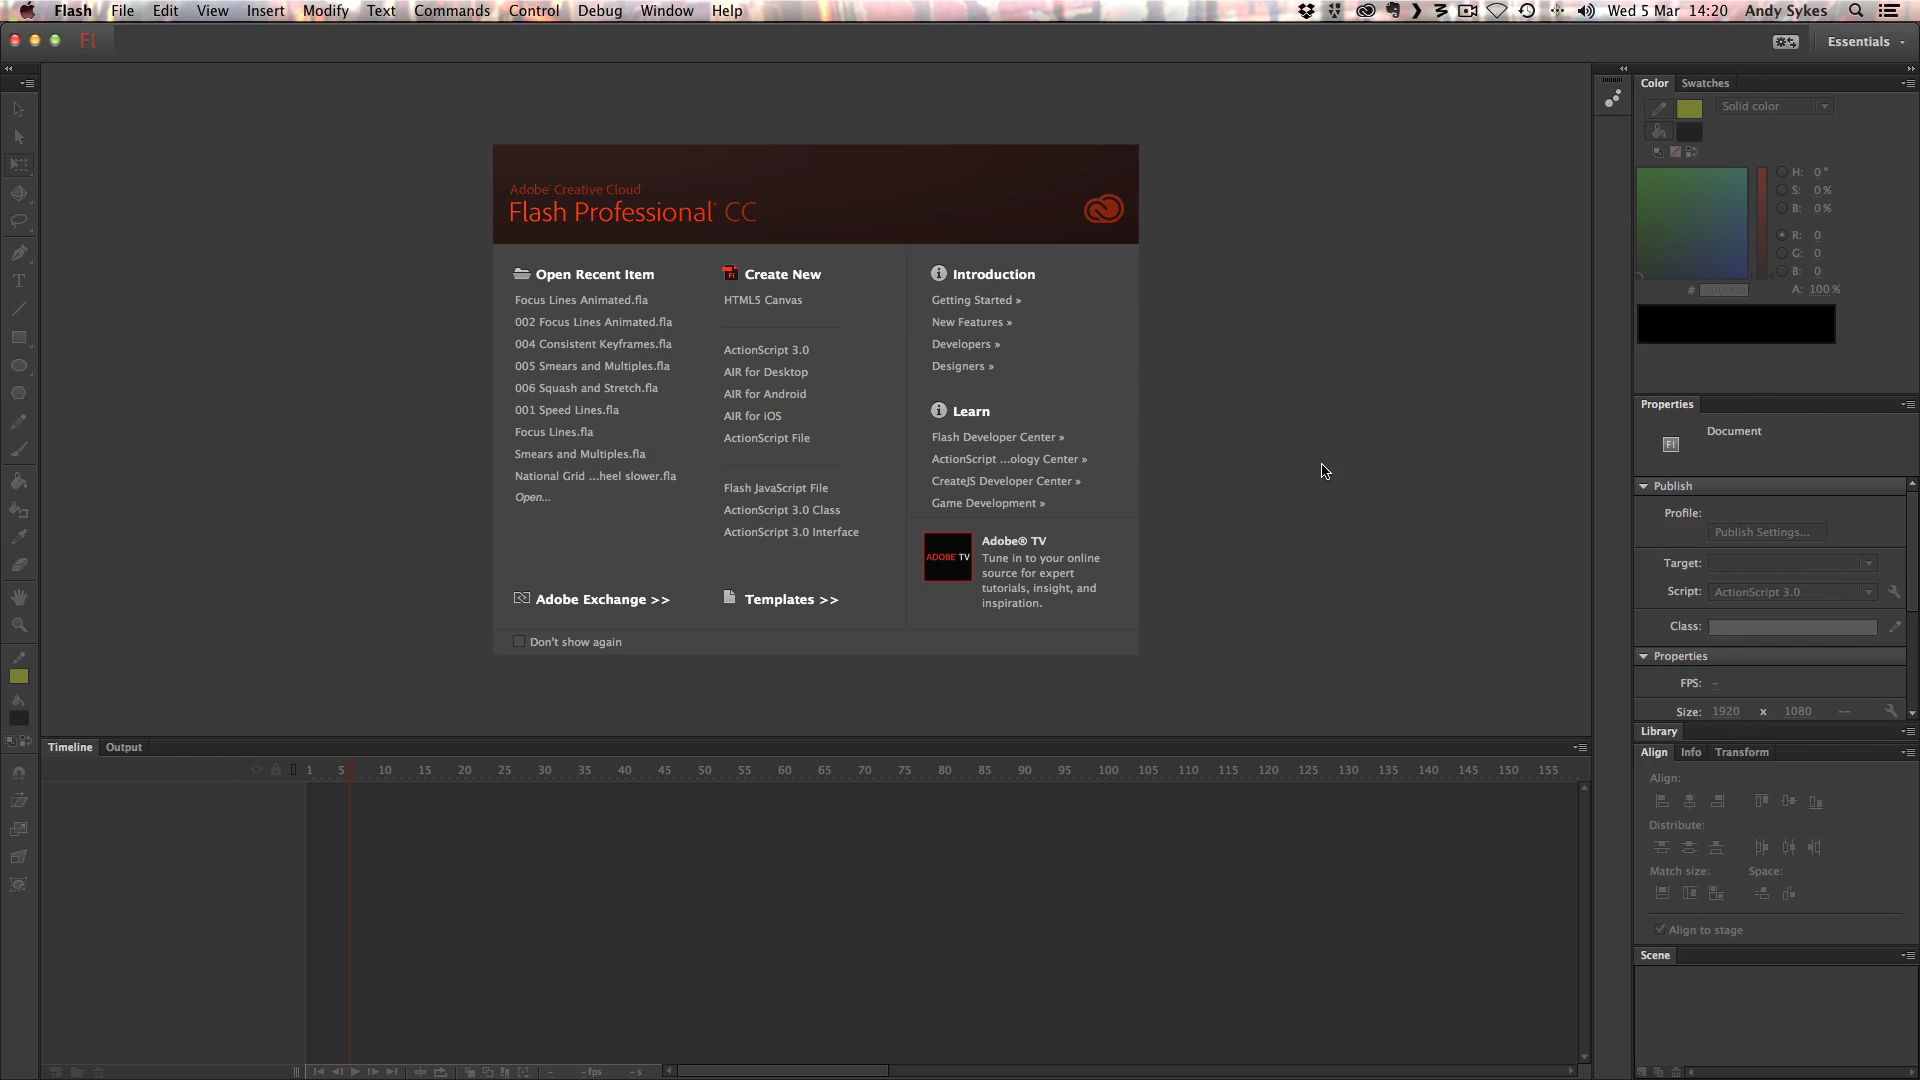 Flash File Edit View Insert Modify Text Commands Control Debug Window Help Wed 5 Mar 14:20 Andy Sykes
Fl Essentials
Color Swatches
Solid color
H: 0 °
S: 0 %
B: 0 %
R: 0
G: 0
B: 0
# 000000 A: 100 %
Adobe® Creative Cloud™
Flash Professional® CC
Open Recent Item
Focus Lines Animated.fla
002 Focus Lines Animated.fla
004 Consistent Keyframes.fla
005 Smears and Multiples.fla
006 Squash and Stretch.fla
001 Speed Lines.fla
Focus Lines.fla
Smears and Multiples.fla
National Grid ...heel slower.fla
Open...
Adobe Exchange >>
Create New
HTML5 Canvas
ActionScript 3.0
AIR for Desktop
AIR for Android
AIR for iOS
ActionScript File
Flash JavaScript File
ActionScript 3.0 Class
ActionScript 3.0 Interface
Templates >>
Introduction
Getting Started »
New Features »
Developers »
Designers »
Learn
Flash Developer Center »
ActionScript ...ology Center »
CreateJS Developer Center »
Game Development »
ADOBE TV
Adobe® TV
Tune in to your online
source for expert
tutorials, insight, and
inspiration.
Don't show again
Properties
Fl Document
Publish
Profile:
Publish Settings...
Target:
Script: ActionScript 3.0
Class:
Properties
FPS: –
Size: 1920 x 1080 --
Library
Align Info Transform
Align:
Distribute:
Match size: Space:
Align to stage
Scene
Timeline Output
1 5 10 15 20 25 30 35 40 45 50 55 60 65 70 75 80 85 90 95 100 105 110 115 120 125 130 135 140 145 150 155
– –fps –s